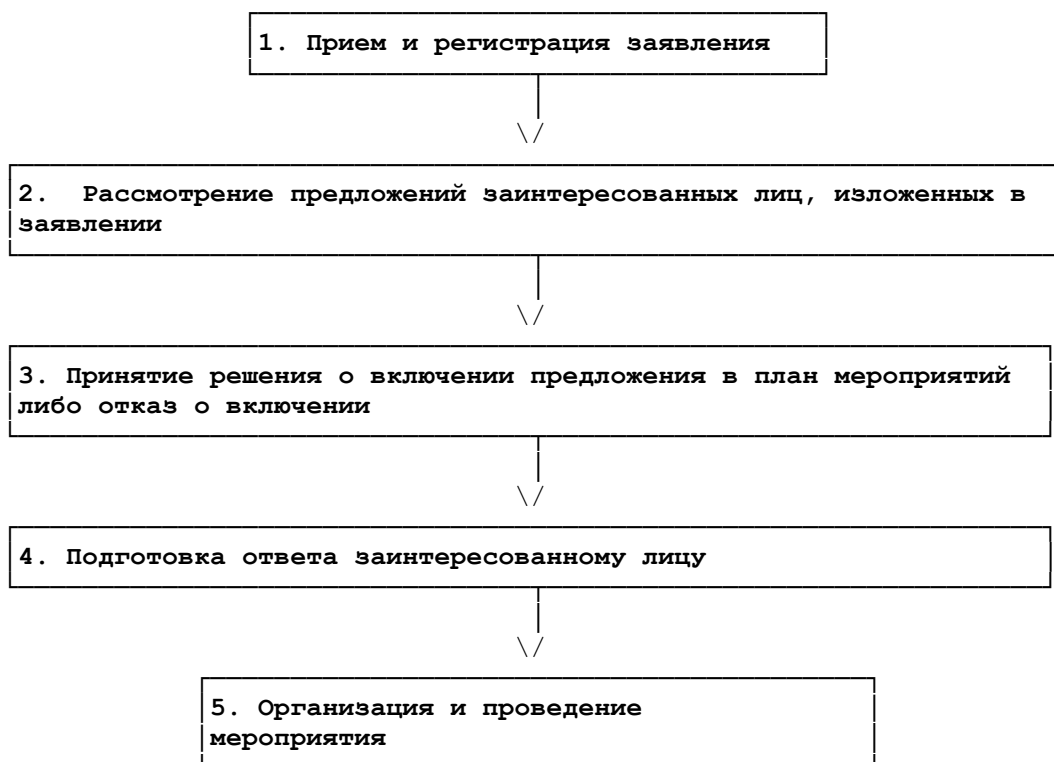 1. Прием и регистрация заявления
2. Рассмотрение предложений заинтересованных лиц, изложенных в
заявлении
3. Принятие решения о включении предложения в план мероприятий
либо отказ о включении
4. Подготовка ответа заинтересованному лицу
5. Организация и проведение
мероприятия